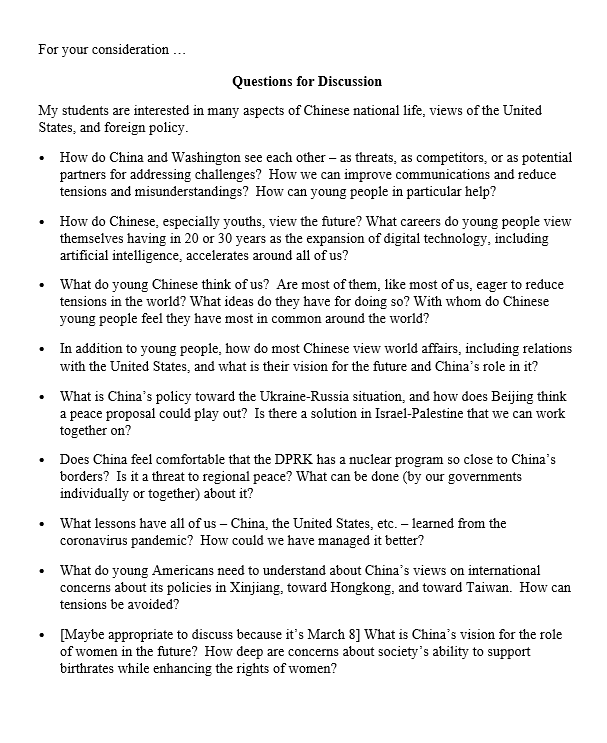 For your consideration …
Questions for Discussion
My students are interested in many aspects of Chinese national life, views of the United
States, and foreign policy.
• How do China and Washington see each other – as threats, as competitors, or as potential
partners for addressing challenges?  How we can improve communications and reduce
tensions and misunderstandings?  How can young people in particular help?
• How do Chinese, especially youths, view the future? What careers do young people view
themselves having in 20 or 30 years as the expansion of digital technology, including
artificial intelligence, accelerates around all of us?
• What do young Chinese think of us?  Are most of them, like most of us, eager to reduce
tensions in the world? What ideas do they have for doing so? With whom do Chinese
young people feel they have most in common around the world?
• In addition to young people, how do most Chinese view world affairs, including relations
with the United States, and what is their vision for the future and China's role in it?
• What is China's policy toward the Ukraine-Russia situation, and how does Beijing think
a peace proposal could play out?  Is there a solution in Israel-Palestine that we can work
together on?
• Does China feel comfortable that the DPRK has a nuclear program so close to China's
borders?  Is it a threat to regional peace? What can be done (by our governments
individually or together) about it?
• What lessons have all of us – China, the United States, etc. – learned from the
coronavirus pandemic?  How could we have managed it better?
• What do young Americans need to understand about China's views on international
concerns about its policies in Xinjiang, toward Hongkong, and toward Taiwan.  How can
tensions be avoided?
• [Maybe appropriate to discuss because it's March 8] What is China's vision for the role
of women in the future?  How deep are concerns about society's ability to support
birthrates while enhancing the rights of women?